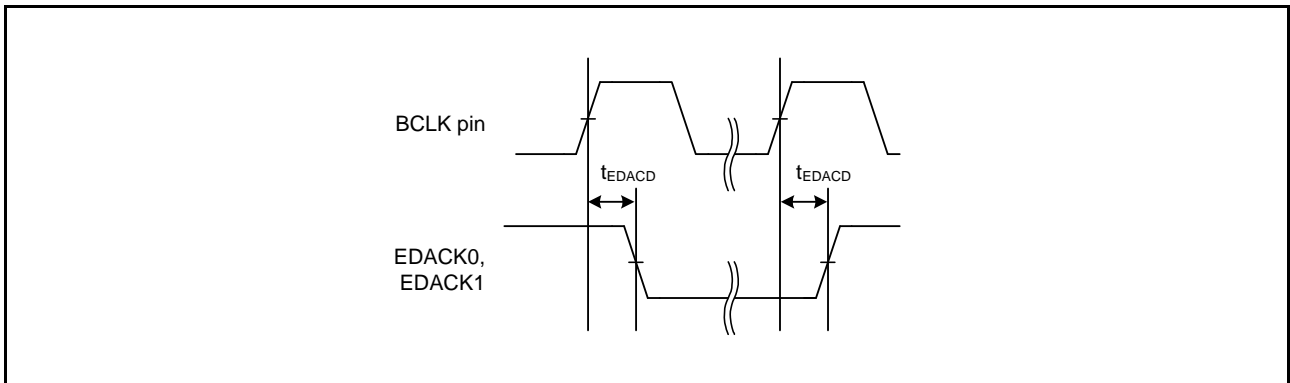 BCLK pin
tEDACD
tEDACD
EDACK0,
EDACK1